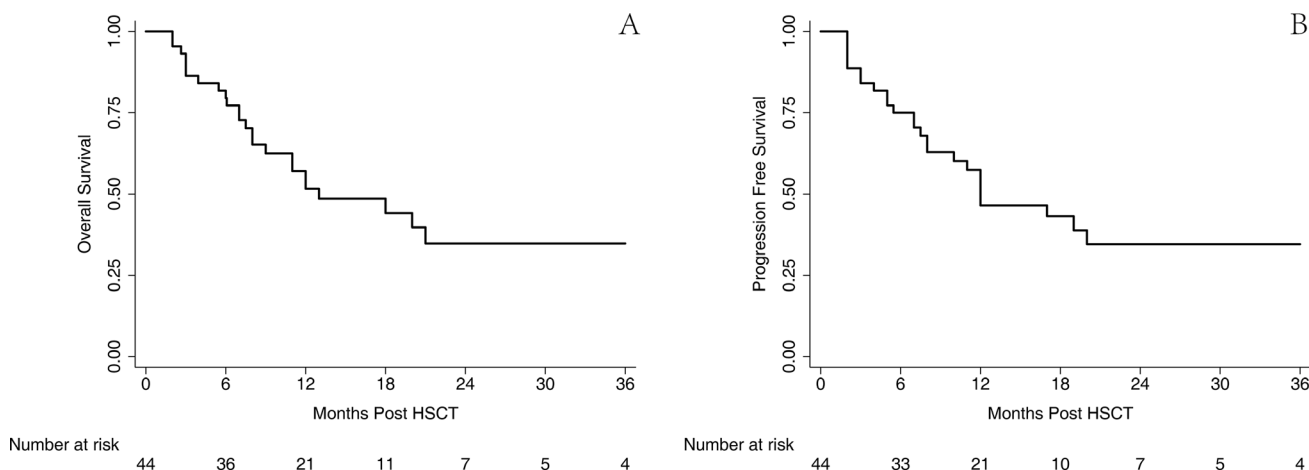 A
Overall Survival
1.00
0.75
0.50
0.25
0.00
0 6 12 18 24 30 36
Months Post HSCT
Number at risk
44 36 21 11 7 5 4
B
Progression Free Survival
1.00
0.75
0.50
0.25
0.00
0 6 12 18 24 30 36
Months Post HSCT
Number at risk
44 33 21 10 7 5 4